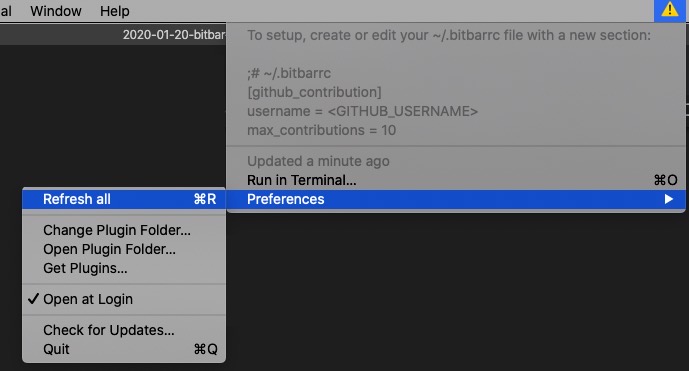 al Window Help
2020-01-20-bitbar
To setup, create or edit your ~/.bitbarrc file with a new section:
;# ~/.bitbarrc
[github_contribution]
username = <GITHUB_USERNAME>
max_contributions = 10
Updated a minute ago
Run in Terminal... ⌘O
Preferences ▶
Refresh all ⌘R
Change Plugin Folder...
Open Plugin Folder...
Get Plugins...
✓ Open at Login
Check for Updates...
Quit ⌘Q